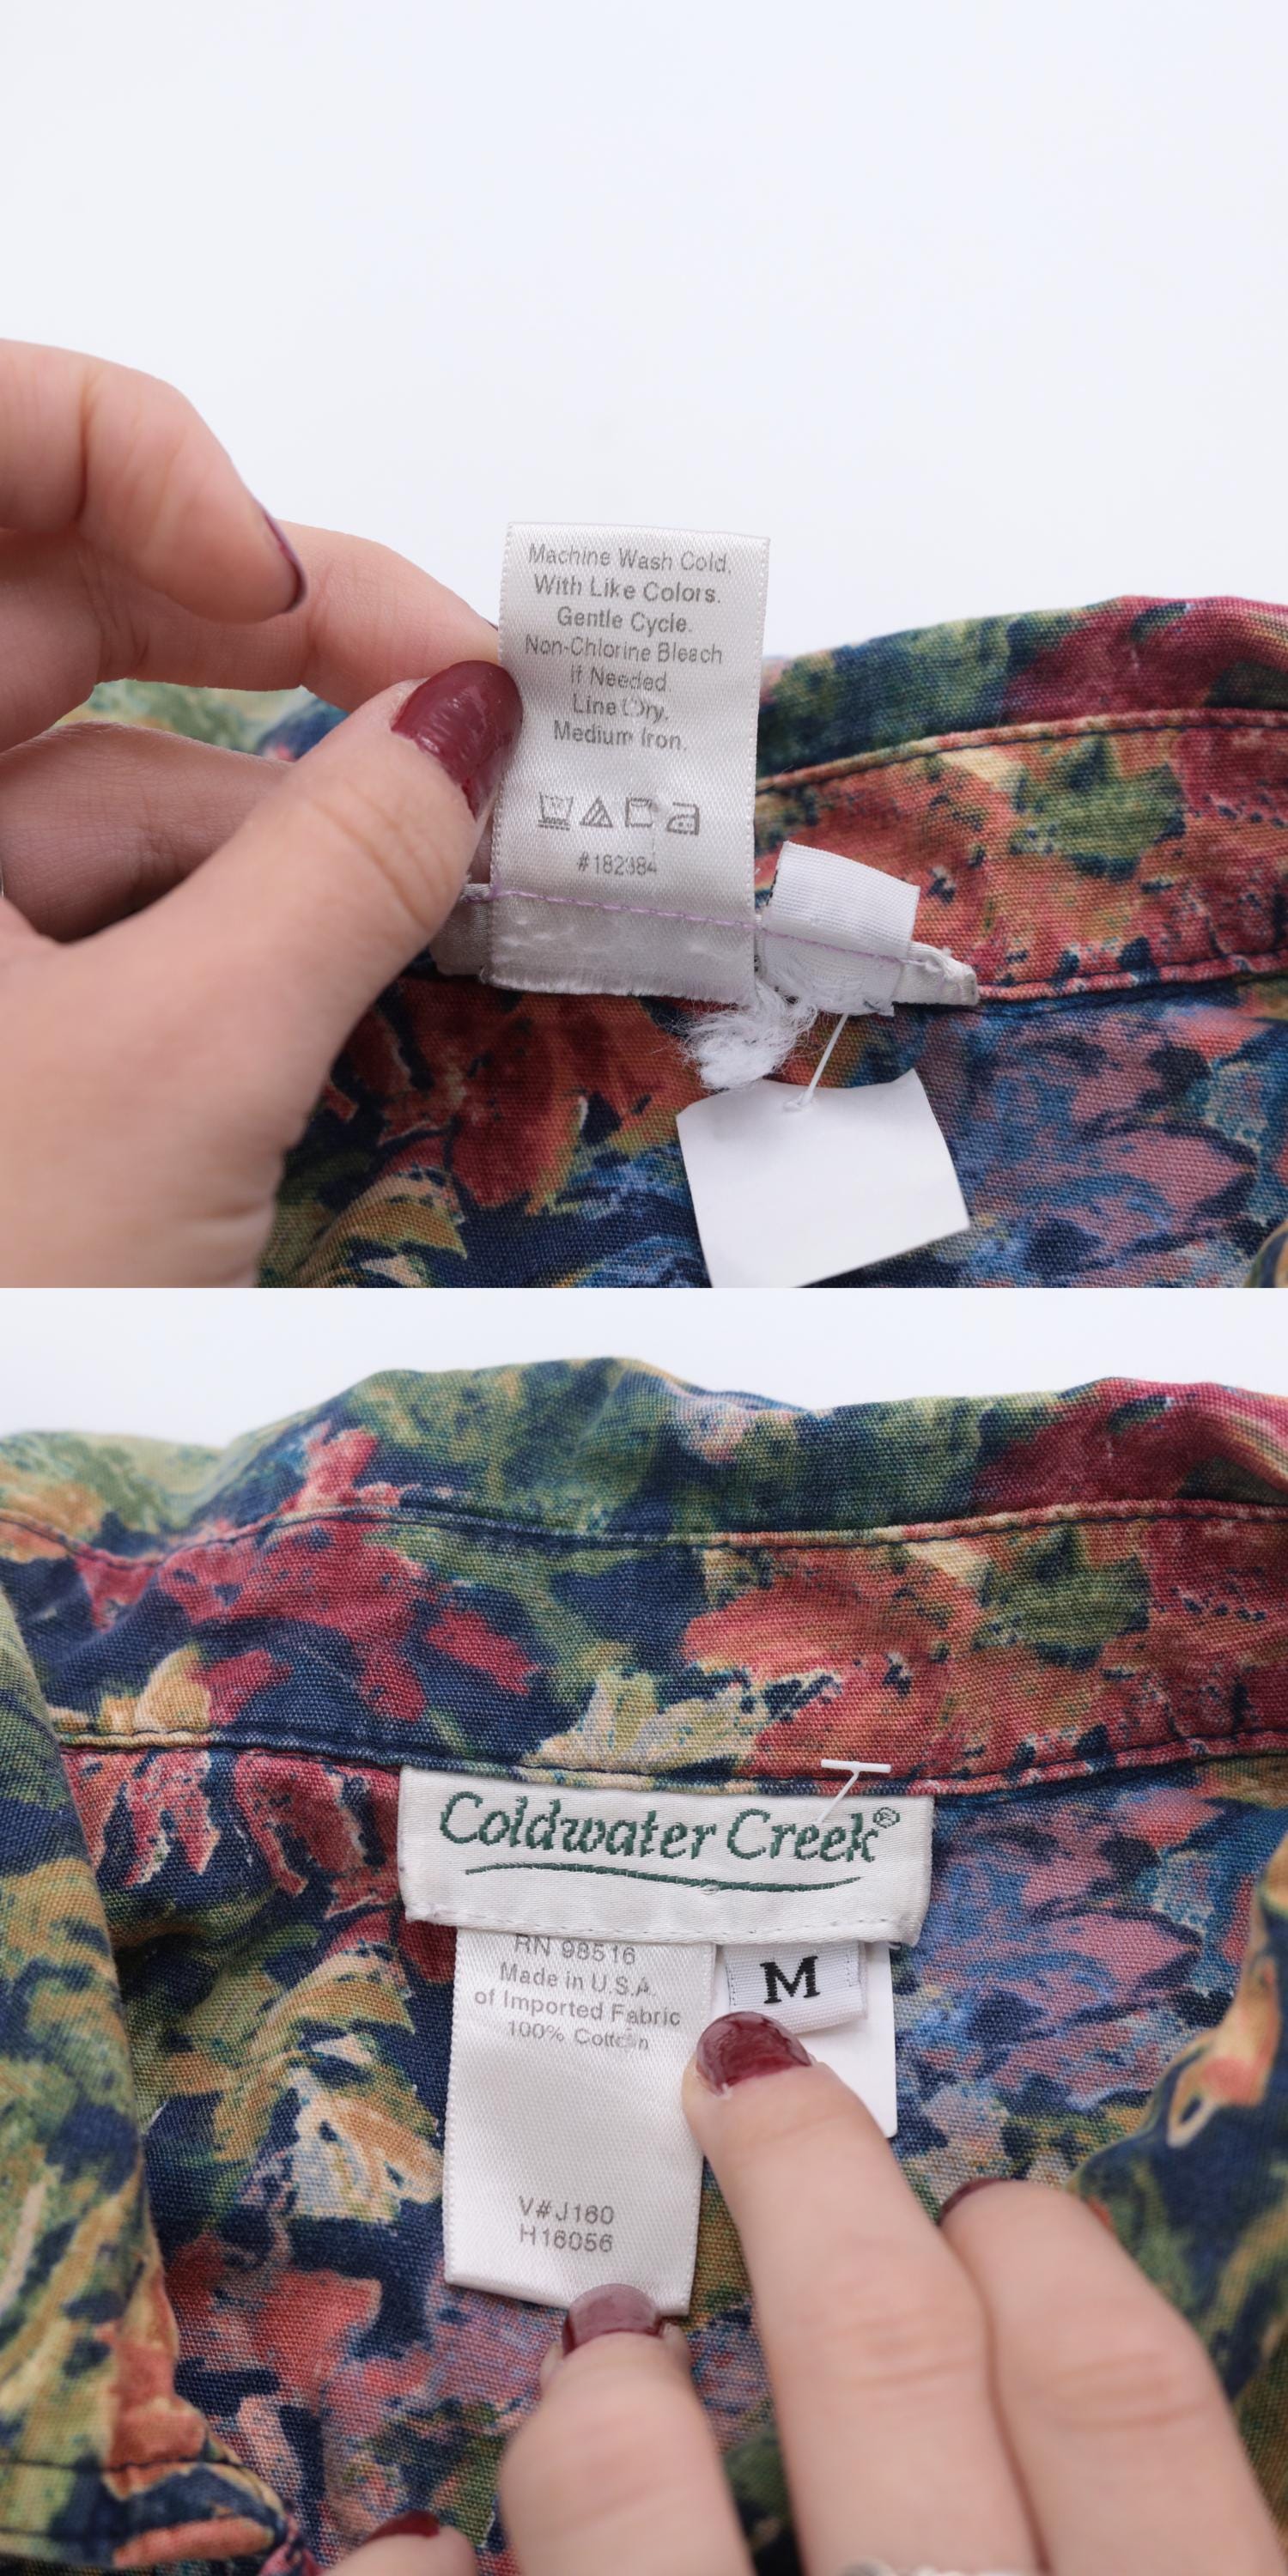 Machine Wash Cold,
With Like Colors.
Gentle Cycle.
Non-Chlorine Bleach
If Needed.
Line Dry.
Medium Iron.
#182384
Coldwater Creek®
RN 98516
Made in U.S.A.
of Imported Fabric
100% Cotton
M
V#J160
H16056